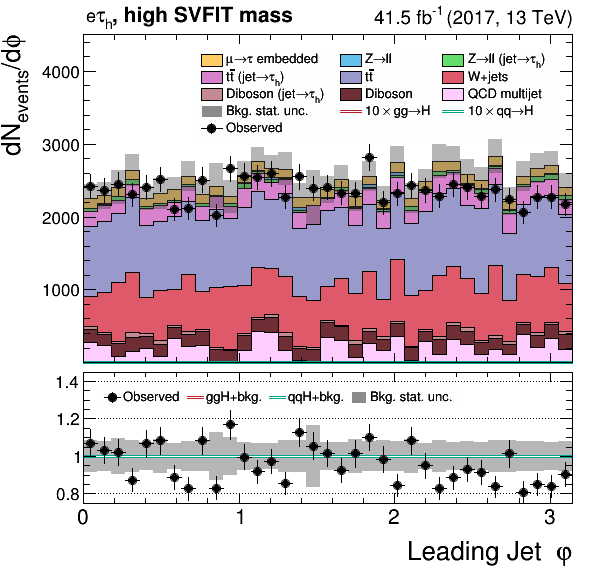 eτh, high SVFIT mass 41.5 fb⁻¹ (2017, 13 TeV)
dNevents/dϕ
4000
3000
2000
1000
μ→τ embedded Z→ll Z→ll (jet→τh)
tt̄ (jet→τh) tt̄ W+jets
Diboson (jet→τh) Diboson QCD multijet
Bkg. stat. unc. 10 × gg→H 10 × qq→H
Observed
1.4
1.2
1
0.8
Observed ggH+bkg. qqH+bkg. Bkg. stat. unc.
0 1 2 3
Leading Jet φ